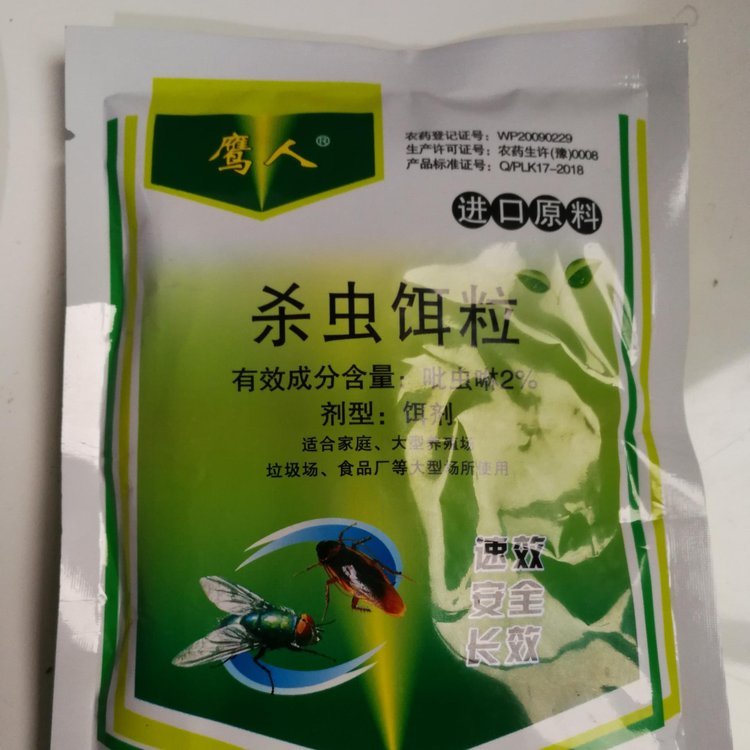 鹰人®
农药登记证号：WP20090229
生产许可证号：农药生许(豫)0008
产品标准证号：Q/PLK17-2018
进口原料
杀虫饵粒
有效成分含量：吡虫啉2%
剂型：饵剂
适合家庭、大型养殖场
垃圾场、食品厂等大型场所使用
速效
安全
长效